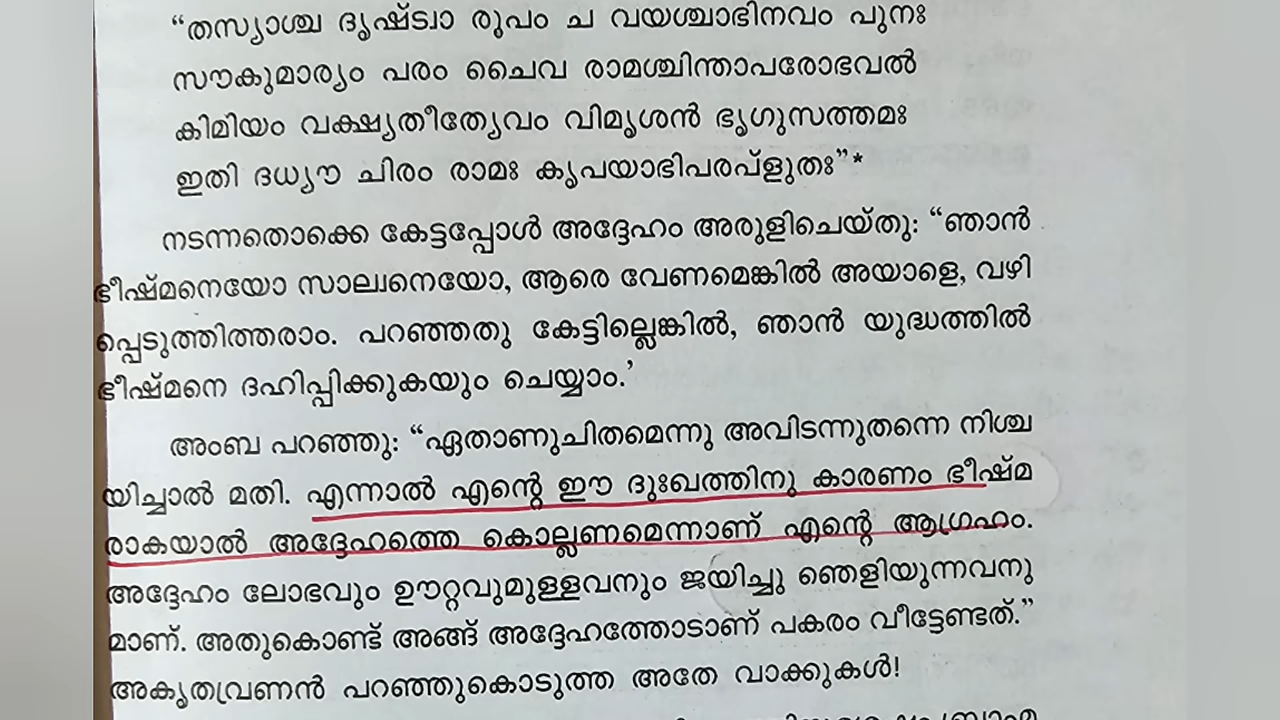 “തസ്യാശ്ച ദൃഷ്ട്വാ രൂപം ച വയശ്ചാഭിനവം പുനഃ
സൗകുമാര്യം പരം ചൈവ രാമശ്ചിന്താപരോഭവൽ
കിമിയം വക്ഷ്യതീത്യേവം വിമൃശൻ ഭൃഗുസത്തമഃ
ഇതി ദധ്യൗ ചിരം രാമഃ കൃപയാഭിപരപ്ളുതഃ”*
നടന്നതൊക്കെ കേട്ടപ്പോൾ അദ്ദേഹം അരുളിചെയ്തു: “ഞാൻ
ഭീഷ്മനെയോ സാല്വനെയോ, ആരെ വേണമെങ്കിൽ അയാളെ, വഴി
പ്പെടുത്തിത്തരാം. പറഞ്ഞതു കേട്ടില്ലെങ്കിൽ, ഞാൻ യുദ്ധത്തിൽ
ഭീഷ്മനെ ദഹിപ്പിക്കുകയും ചെയ്യാം.’
അംബ പറഞ്ഞു: “ഏതാണുചിതമെന്നു അവിടന്നുതന്നെ നിശ്ച
യിച്ചാൽ മതി. എന്നാൽ എന്റെ ഈ ദുഃഖത്തിനു കാരണം ഭീഷ്മ
രാകയാൽ അദ്ദേഹത്തെ കൊല്ലണമെന്നാണ് എന്റെ ആഗ്രഹം.
അദ്ദേഹം ലോഭവും ഊറ്റവുമുള്ളവനും ജയിച്ചു ഞെളിയുന്നവനു
മാണ്. അതുകൊണ്ട് അങ്ങ് അദ്ദേഹത്തോടാണ് പകരം വീട്ടേണ്ടത്.”
അകൃതവ്രണൻ പറഞ്ഞുകൊടുത്ത അതേ വാക്കുകൾ!